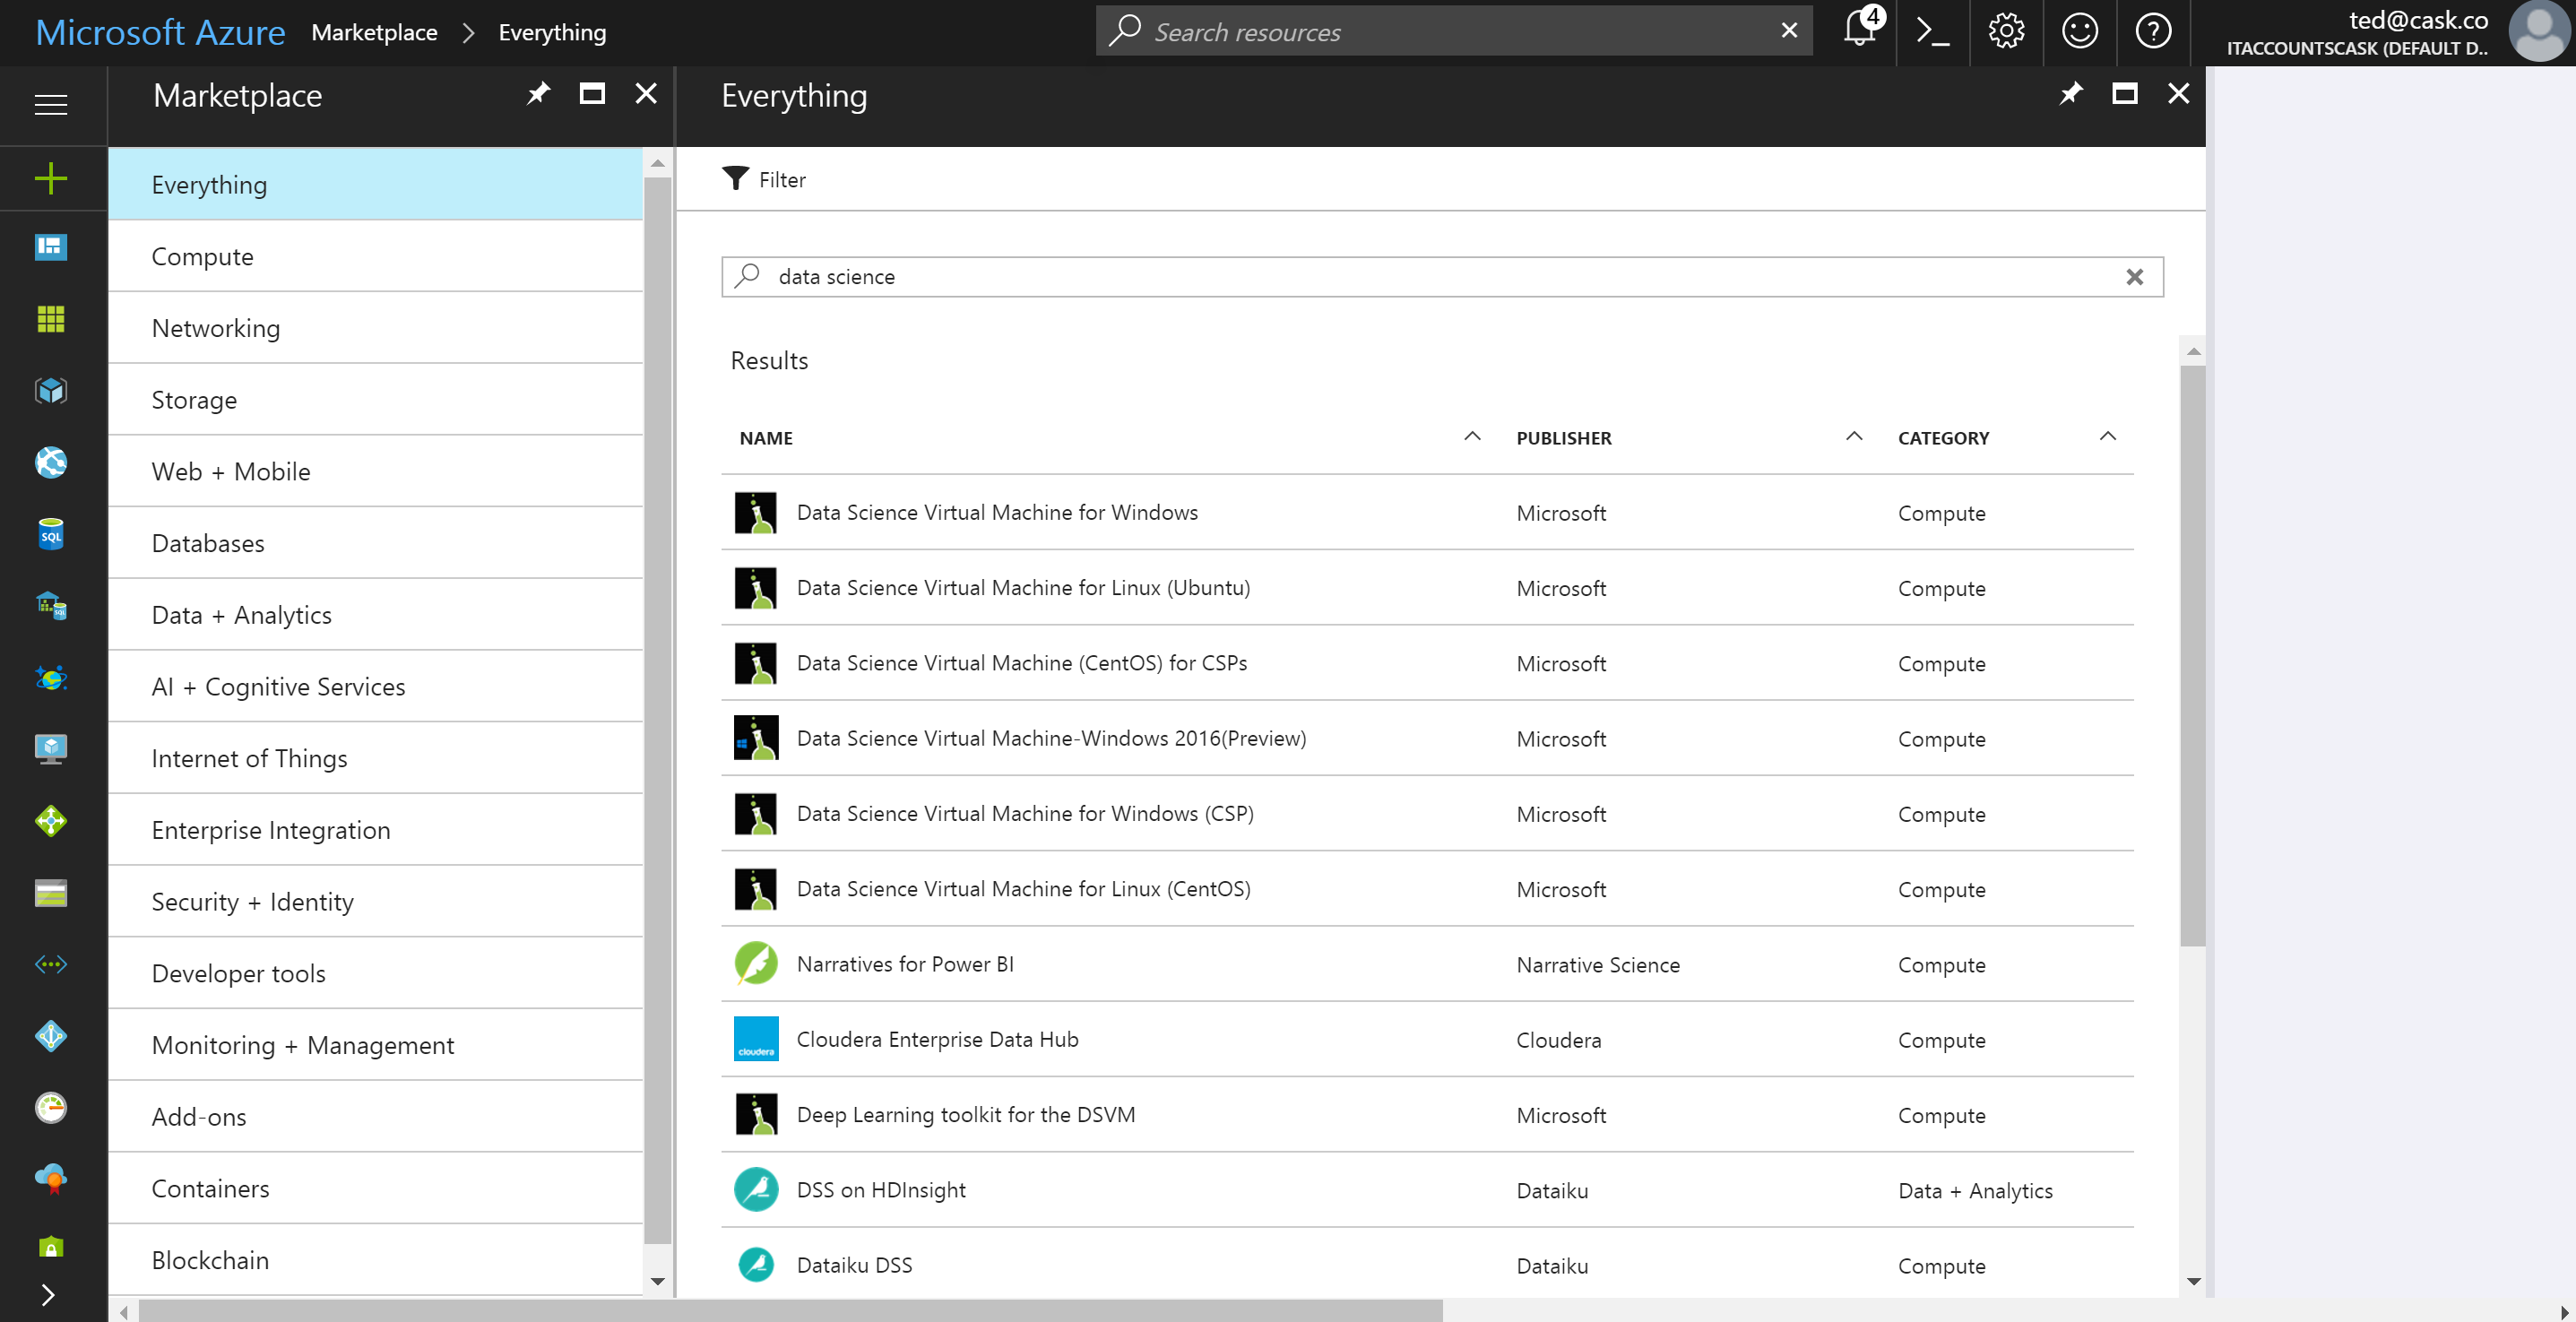 Microsoft Azure Marketplace > Everything
Search resources
4
ted@cask.co
ITACCOUNTSCASK (DEFAULT D..
Marketplace
Everything
Compute
Networking
Storage
Web + Mobile
Databases
Data + Analytics
AI + Cognitive Services
Internet of Things
Enterprise Integration
Security + Identity
Developer tools
Monitoring + Management
Add-ons
Containers
Blockchain
SQL
SQL
Everything
Filter
data science
Results
NAME PUBLISHER CATEGORY
Data Science Virtual Machine for Windows Microsoft Compute
Data Science Virtual Machine for Linux (Ubuntu) Microsoft Compute
Data Science Virtual Machine (CentOS) for CSPs Microsoft Compute
Data Science Virtual Machine-Windows 2016(Preview) Microsoft Compute
Data Science Virtual Machine for Windows (CSP) Microsoft Compute
Data Science Virtual Machine for Linux (CentOS) Microsoft Compute
Narratives for Power BI Narrative Science Compute
cloudera Cloudera Enterprise Data Hub Cloudera Compute
Deep Learning toolkit for the DSVM Microsoft Compute
DSS on HDInsight Dataiku Data + Analytics
Dataiku DSS Dataiku Compute